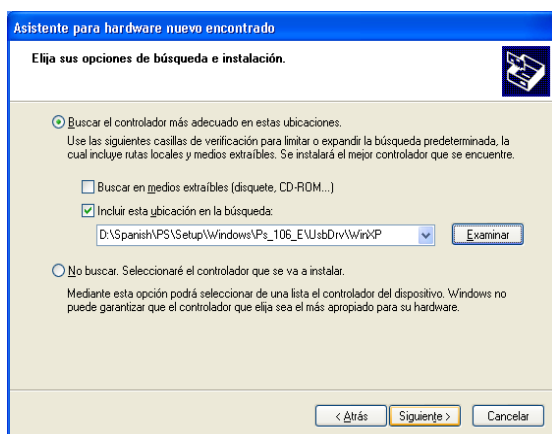 Asistente para hardware nuevo encontrado
Elija sus opciones de búsqueda e instalación.
Buscar el controlador más adecuado en estas ubicaciones.
Use las siguientes casillas de verificación para limitar o expandir la búsqueda predeterminada, la
cual incluye rutas locales y medios extraíbles. Se instalará el mejor controlador que se encuentre.
Buscar en medios extraíbles (disquete, CD-ROM...)
Incluir esta ubicación en la búsqueda:
D:\Spanish\PS\Setup\Windows\Ps_106_E\UsbDrv\WinXP
Examinar
No buscar. Seleccionaré el controlador que se va a instalar.
Mediante esta opción podrá seleccionar de una lista el controlador del dispositivo. Windows no
puede garantizar que el controlador que elija sea el más apropiado para su hardware.
< Atrás Siguiente > Cancelar